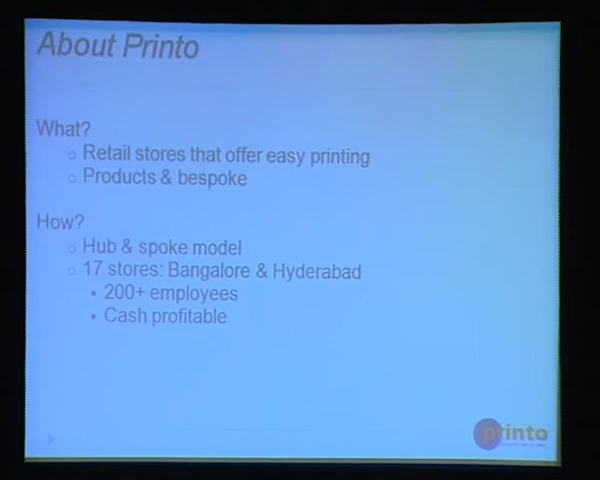 About Printo
What?
Retail stores that offer easy printing
Products & bespoke
How?
Hub & spoke model
17 stores: Bangalore & Hyderabad
200+ employees
Cash profitable
printo